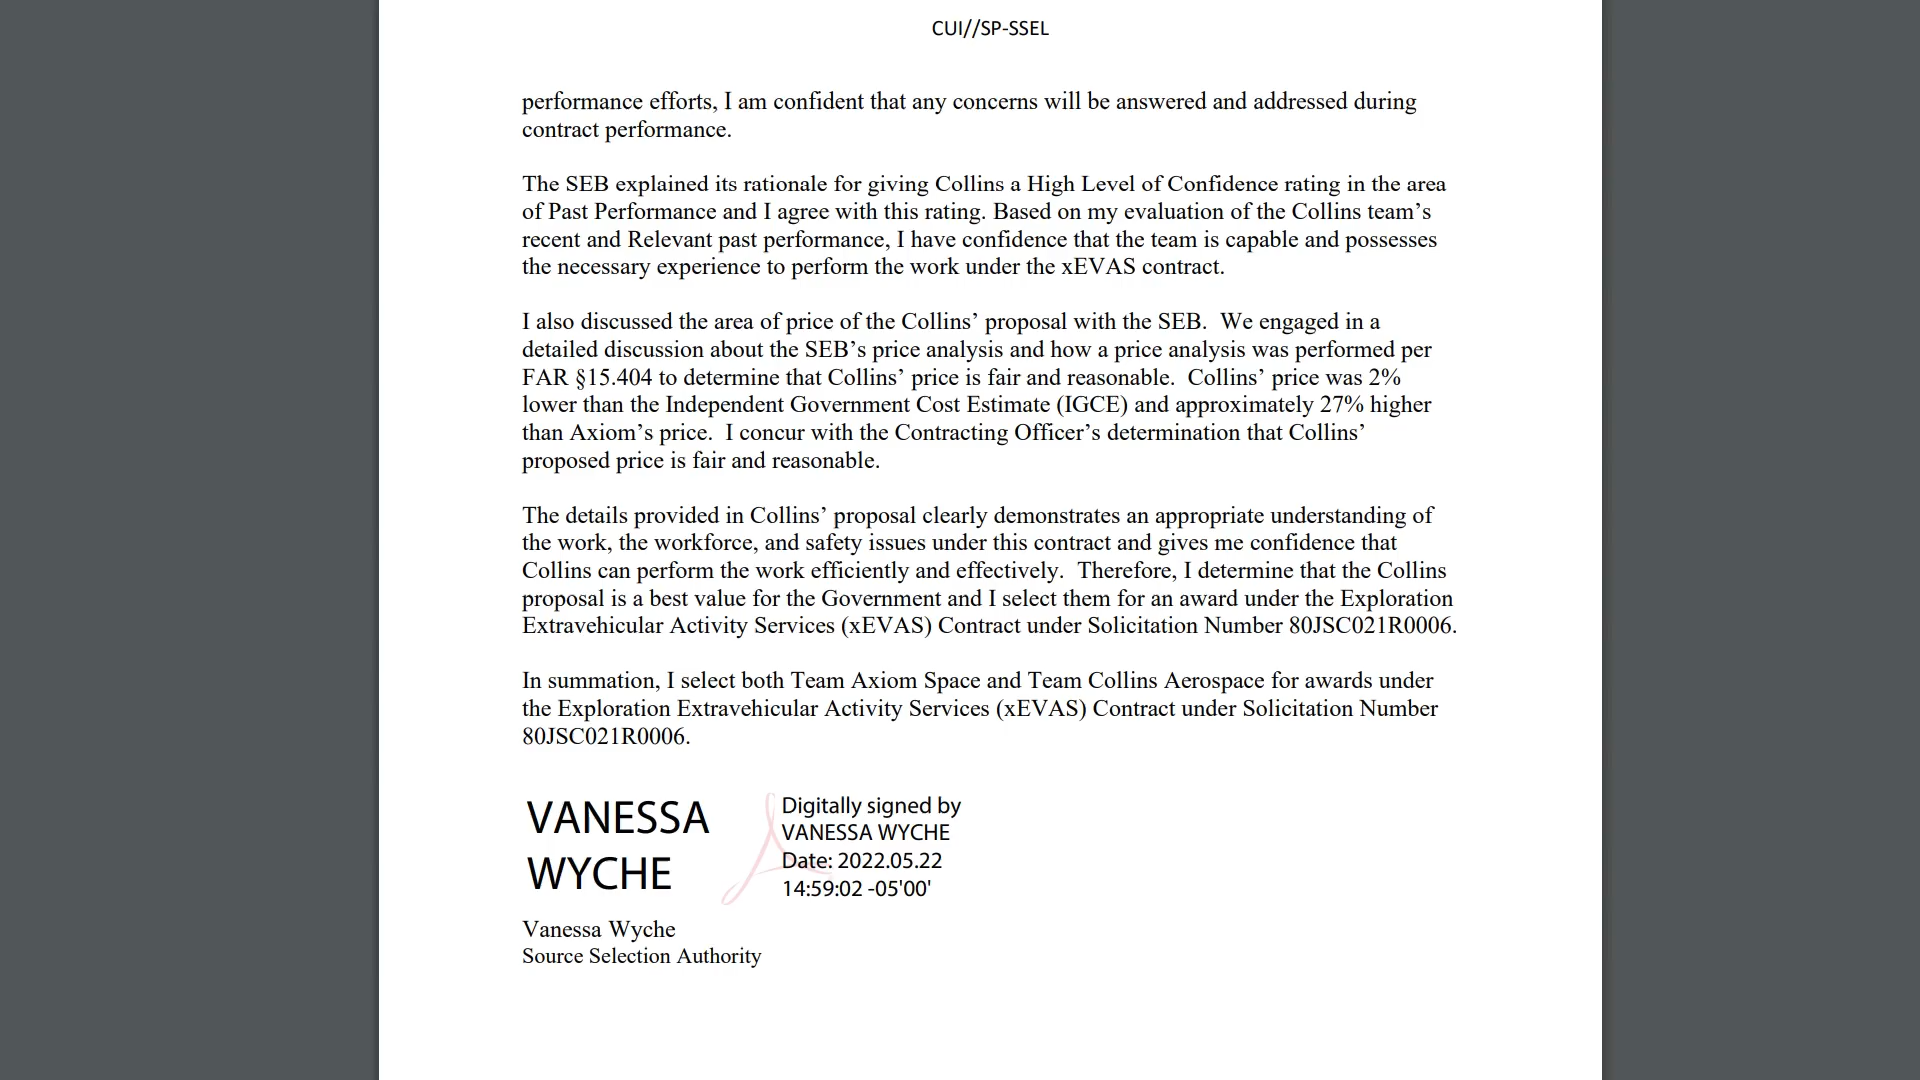 CUI//SP-SSEL
performance efforts, I am confident that any concerns will be answered and addressed during
contract performance.
The SEB explained its rationale for giving Collins a High Level of Confidence rating in the area
of Past Performance and I agree with this rating. Based on my evaluation of the Collins team’s
recent and Relevant past performance, I have confidence that the team is capable and possesses
the necessary experience to perform the work under the xEVAS contract.
I also discussed the area of price of the Collins’ proposal with the SEB.  We engaged in a
detailed discussion about the SEB’s price analysis and how a price analysis was performed per
FAR §15.404 to determine that Collins’ price is fair and reasonable.  Collins’ price was 2%
lower than the Independent Government Cost Estimate (IGCE) and approximately 27% higher
than Axiom’s price.  I concur with the Contracting Officer’s determination that Collins’
proposed price is fair and reasonable.
The details provided in Collins’ proposal clearly demonstrates an appropriate understanding of
the work, the workforce, and safety issues under this contract and gives me confidence that
Collins can perform the work efficiently and effectively.  Therefore, I determine that the Collins
proposal is a best value for the Government and I select them for an award under the Exploration
Extravehicular Activity Services (xEVAS) Contract under Solicitation Number 80JSC021R0006.
In summation, I select both Team Axiom Space and Team Collins Aerospace for awards under
the Exploration Extravehicular Activity Services (xEVAS) Contract under Solicitation Number
80JSC021R0006.
VANESSA
WYCHE
Digitally signed by
VANESSA WYCHE
Date: 2022.05.22
14:59:02 -05'00'
Vanessa Wyche
Source Selection Authority